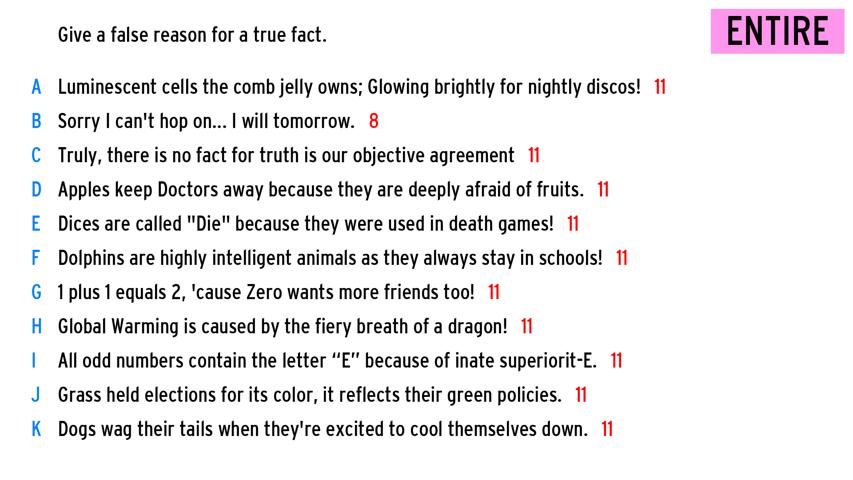 Give a false reason for a true fact.
ENTIRE
A Luminescent cells the comb jelly owns; Glowing brightly for nightly discos! 11
B Sorry I can't hop on... I will tomorrow. 8
C Truly, there is no fact for truth is our objective agreement 11
D Apples keep Doctors away because they are deeply afraid of fruits. 11
E Dices are called "Die" because they were used in death games! 11
F Dolphins are highly intelligent animals as they always stay in schools! 11
G 1 plus 1 equals 2, 'cause Zero wants more friends too! 11
H Global Warming is caused by the fiery breath of a dragon! 11
I All odd numbers contain the letter “E” because of inate superiorit-E. 11
J Grass held elections for its color, it reflects their green policies. 11
K Dogs wag their tails when they're excited to cool themselves down. 11